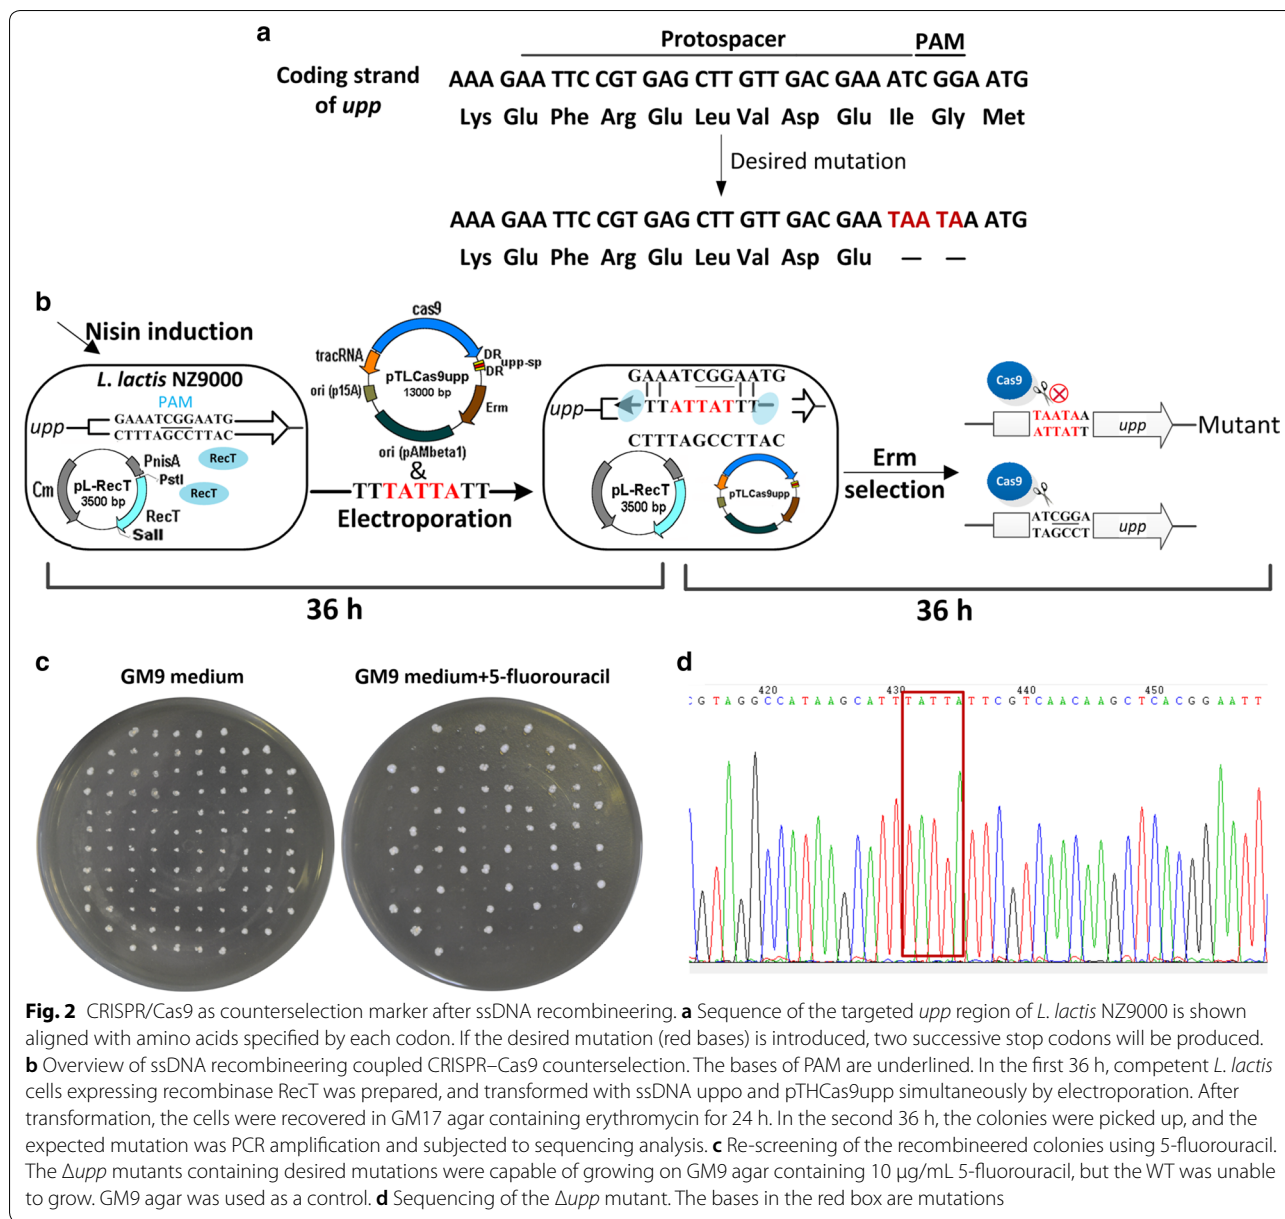 a
Protospacer PAM
Coding strand of upp
AAA GAA TTC CGT GAG CTT GTT GAC GAA ATC GGA ATG
Lys Glu Phe Arg Glu Leu Val Asp Glu Ile Gly Met
Desired mutation
AAA GAA TTC CGT GAG CTT GTT GAC GAA TAA TAA ATG
Lys Glu Phe Arg Glu Leu Val Asp Glu — —
b
Nisin induction
L. lactis NZ9000
PAM
GAAATCGGAATG
upp
CTTTAGCCTTAC
PnisA
PstI
RecT
RecT
Cm
pL-RecT
3500 bp
RecT
SalI
cas9
tracRNA
DR
upp-sp
DR
pTLCas9upp
13000 bp
ori (p15A)
Erm
ori (pAMbeta1)
&
TTTATTATT
Electroporation
GAAATCGGAATG
upp
TTATTATTT
CTTTAGCCTTAC
pL-RecT
3500 bp
pTLCas9upp
Erm
selection
Cas9
TAATAA
ATTATT
upp
Mutant
Cas9
ATCGGA
TAGCCT
upp
36 h
36 h
c
GM9 medium
GM9 medium+5-fluorouracil
d
420 430 440 450
CGTAGGCCATAAGCATTTATTATTCGTCAACAAGCTCACGGAATT
Fig. 2 CRISPR/Cas9 as counterselection marker after ssDNA recombineering. a Sequence of the targeted upp region of L. lactis NZ9000 is shown
aligned with amino acids specified by each codon. If the desired mutation (red bases) is introduced, two successive stop codons will be produced.
b Overview of ssDNA recombineering coupled CRISPR–Cas9 counterselection. The bases of PAM are underlined. In the first 36 h, competent L. lactis
cells expressing recombinase RecT was prepared, and transformed with ssDNA uppo and pTHCas9upp simultaneously by electroporation. After
transformation, the cells were recovered in GM17 agar containing erythromycin for 24 h. In the second 36 h, the colonies were picked up, and the
expected mutation was PCR amplification and subjected to sequencing analysis. c Re-screening of the recombineered colonies using 5-fluorouracil.
The Δupp mutants containing desired mutations were capable of growing on GM9 agar containing 10 μg/mL 5-fluorouracil, but the WT was unable
to grow. GM9 agar was used as a control. d Sequencing of the Δupp mutant. The bases in the red box are mutations